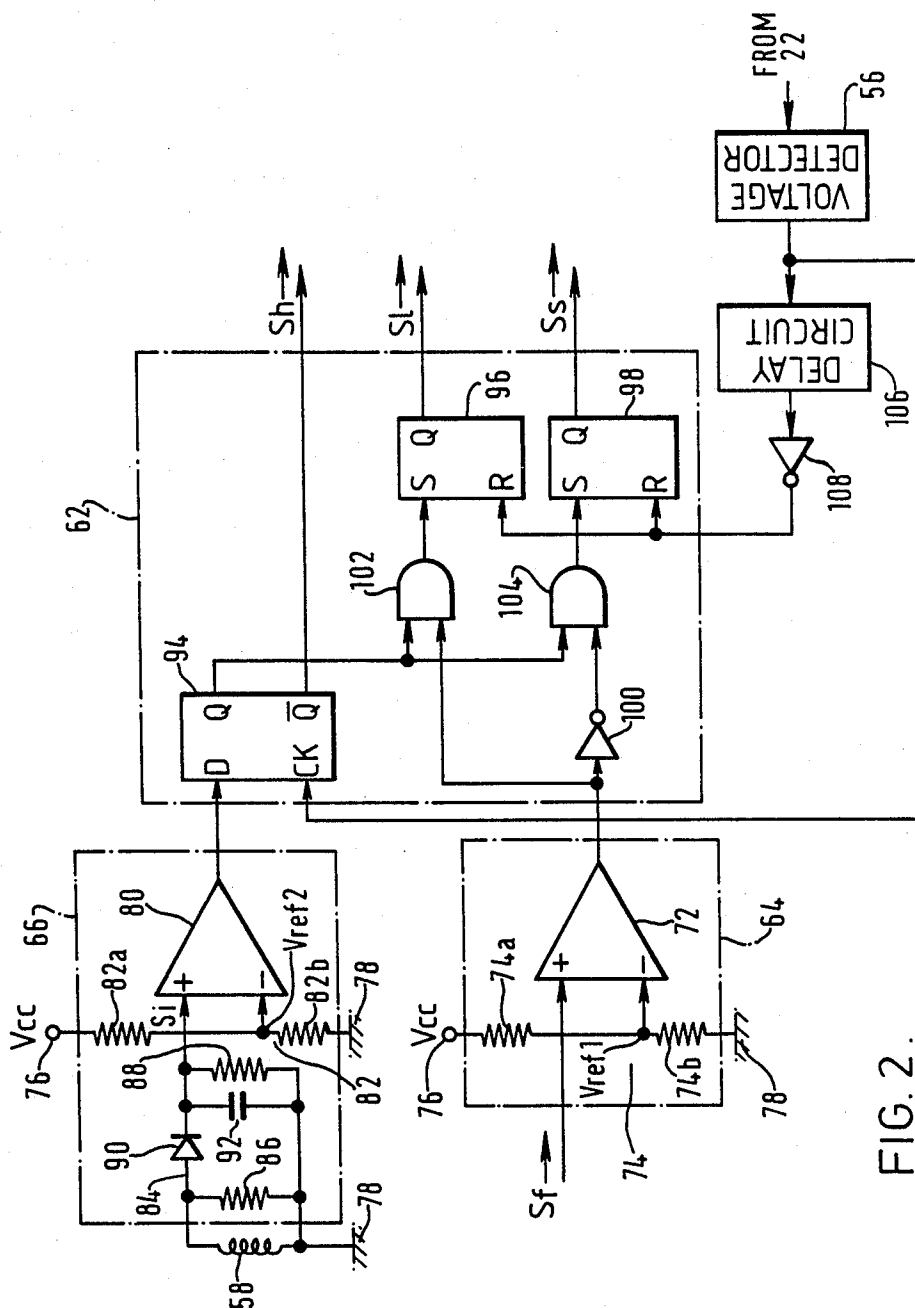 66
Vcc
76
82a
Si
+
80
−
Vref2
82b
78
82
88
92
90
84
86
58
78
62
94
D
Q
CK
Q̅
Sh
102
S
Q
R
96
Sl
104
S
Q
R
98
Ss
100
Vcc
76
74a
+
−
72
64
Sf
Vref1
74
74b
78
108
DELAY
CIRCUIT
106
VOLTAGE
DETECTOR
56
FROM
22
FIG. 2.